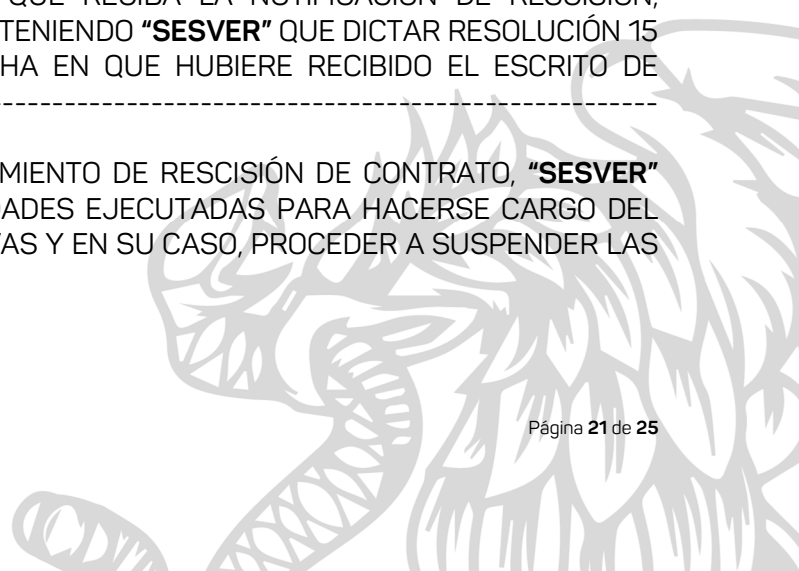 QUE RECIBA LA NOTIFICACIÓN DE RESCISIÓN,
TENIENDO “SESVER” QUE DICTAR RESOLUCIÓN 15
HA EN QUE HUBIERE RECIBIDO EL ESCRITO DE
------------------------------------------------------
MIENTO DE RESCISIÓN DE CONTRATO, “SESVER”
DADES EJECUTADAS PARA HACERSE CARGO DEL
VAS Y EN SU CASO, PROCEDER A SUSPENDER LAS
Página 21 de 25